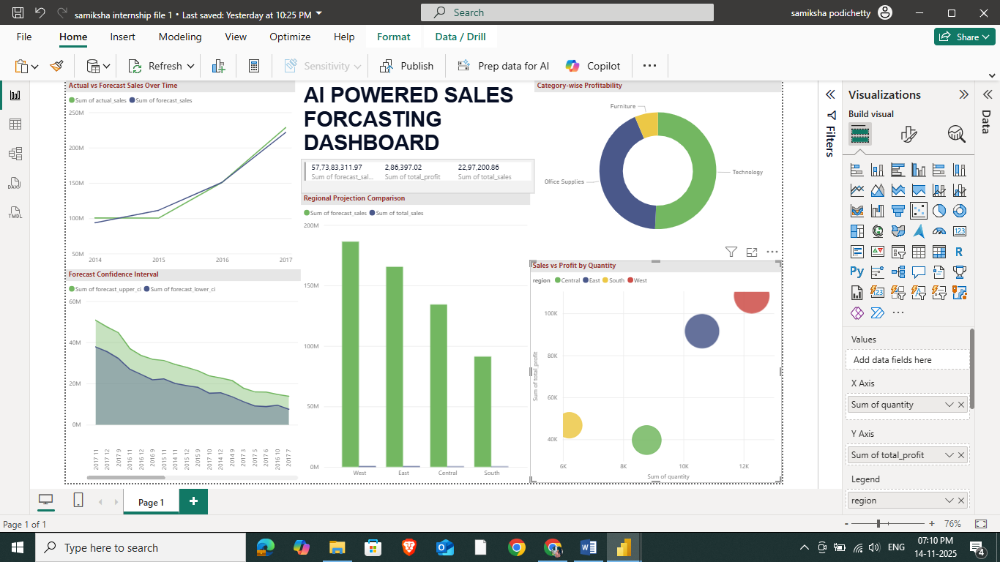 samiksha internship file 1 • Last saved: Yesterday at 10:25 PM
Search
samiksha podichetty
File Home Insert Modeling View Optimize Help Format Data / Drill
Share
Refresh
Sensitivity
Publish
Prep data for AI
Copilot
Actual vs Forecast Sales Over Time
Sum of actual_sales Sum of forecast_sales
250M
200M
150M
100M
50M
2014 2015 2016 2017
Forecast Confidence Interval
Sum of forecast_upper_ci Sum of forecast_lower_ci
60M
40M
20M
0M
2017 11
2017 12
2017 9
2016 11
2016 12
2016 9
2015 11
2015 12
2015 9
2017 10
2014 12
2014 9
2017 3
2017 5
2017 6
2016 10
2017 7
AI POWERED SALES
FORCASTING
DASHBOARD
57,73,83,311.97 2,86,397.02 22,97,200.86
Sum of forecast_sal... Sum of total_profit Sum of total_sales
Regional Projection Comparison
Sum of forecast_sales Sum of total_sales
200M
150M
100M
50M
0M
West East Central South
Category-wise Profitability
Furniture
Technology
Office Supplies
Sales vs Profit by Quantity
region Central East South West
100K
80K
60K
40K
Sum of total_profit
6K 8K 10K 12K
Sum of quantity
Filters
Visualizations
Build visual
DAX
TMDL
123
R
Py
123
Values
Add data fields here
X Axis
Sum of quantity
Y Axis
Sum of total_profit
Legend
region
Data
Page 1
Page 1 of 1
76%
Type here to search
ENG
07:10 PM
14-11-2025
4